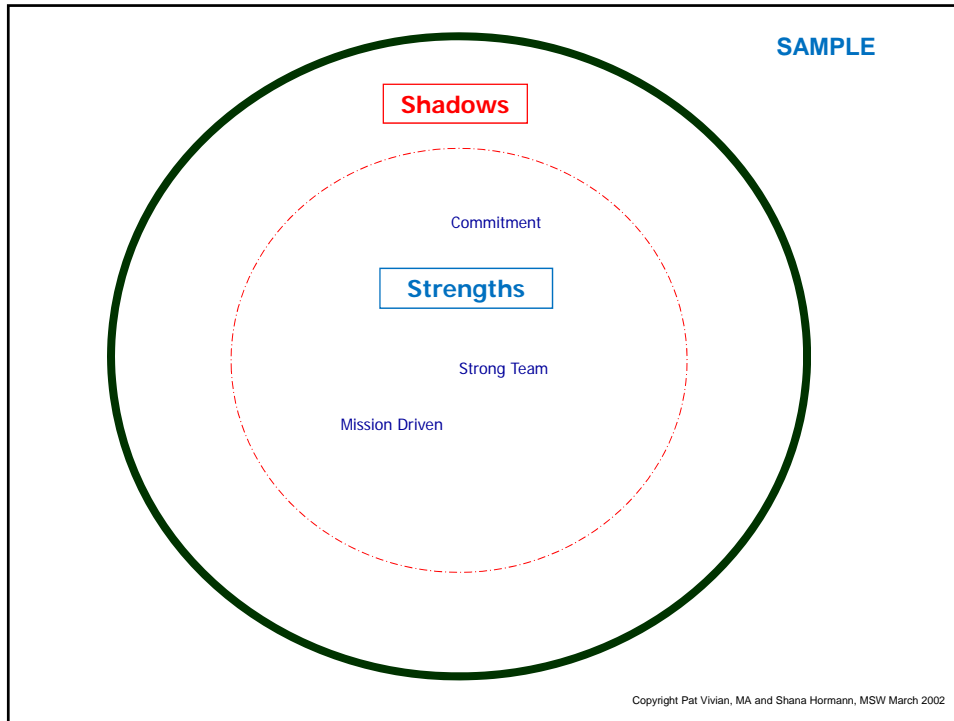 SAMPLE
Shadows
Commitment
Strengths
Strong Team
Mission Driven
Copyright Pat Vivian, MA and Shana Hormann, MSW March 2002